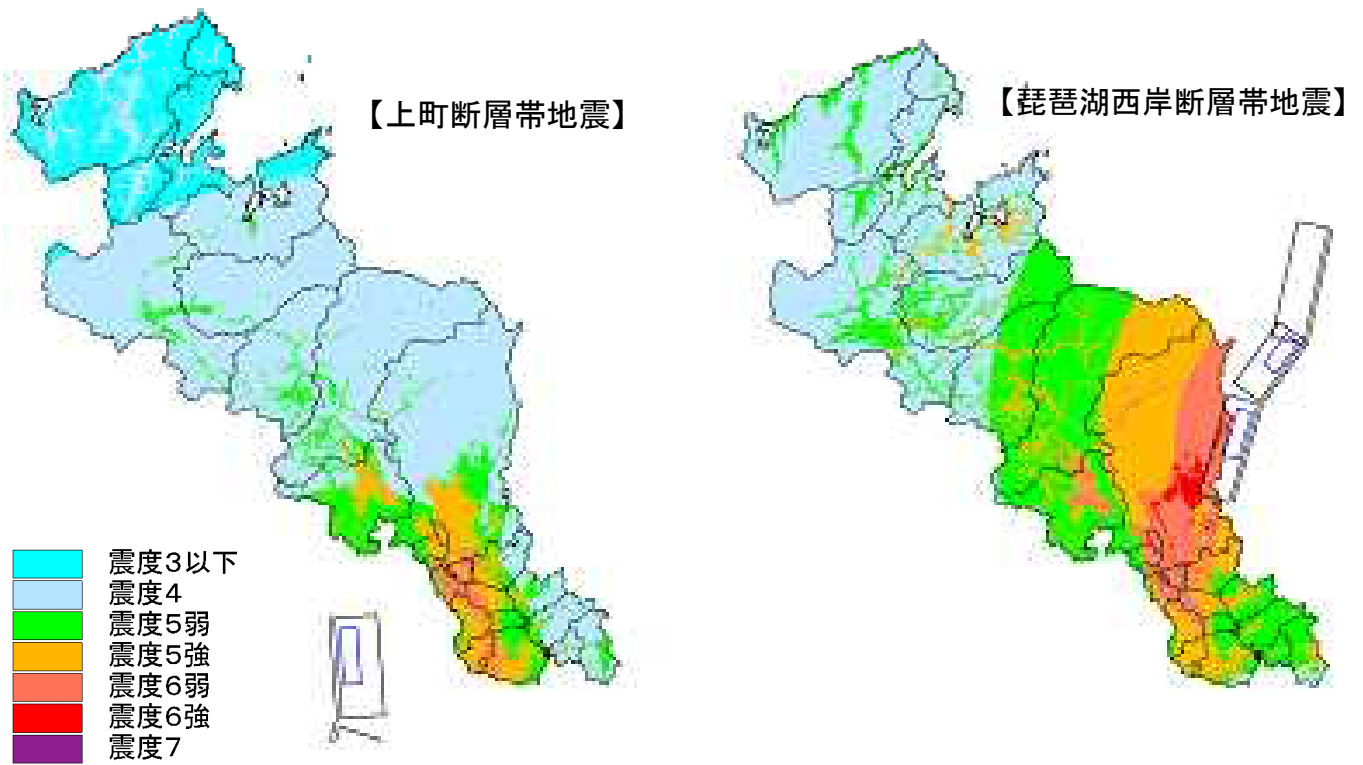 【上町断層帯地震】
【琵琶湖西岸断層帯地震】
震度３以下
震度４
震度５弱
震度５強
震度６弱
震度６強
震度７